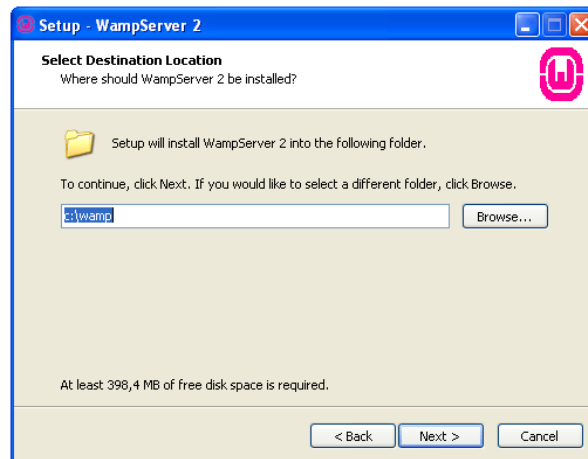 Setup - WampServer 2
Select Destination Location
Where should WampServer 2 be installed?
Setup will install WampServer 2 into the following folder.
To continue, click Next. If you would like to select a different folder, click Browse.
c:\wamp
Browse...
At least 398,4 MB of free disk space is required.
< Back
Next >
Cancel